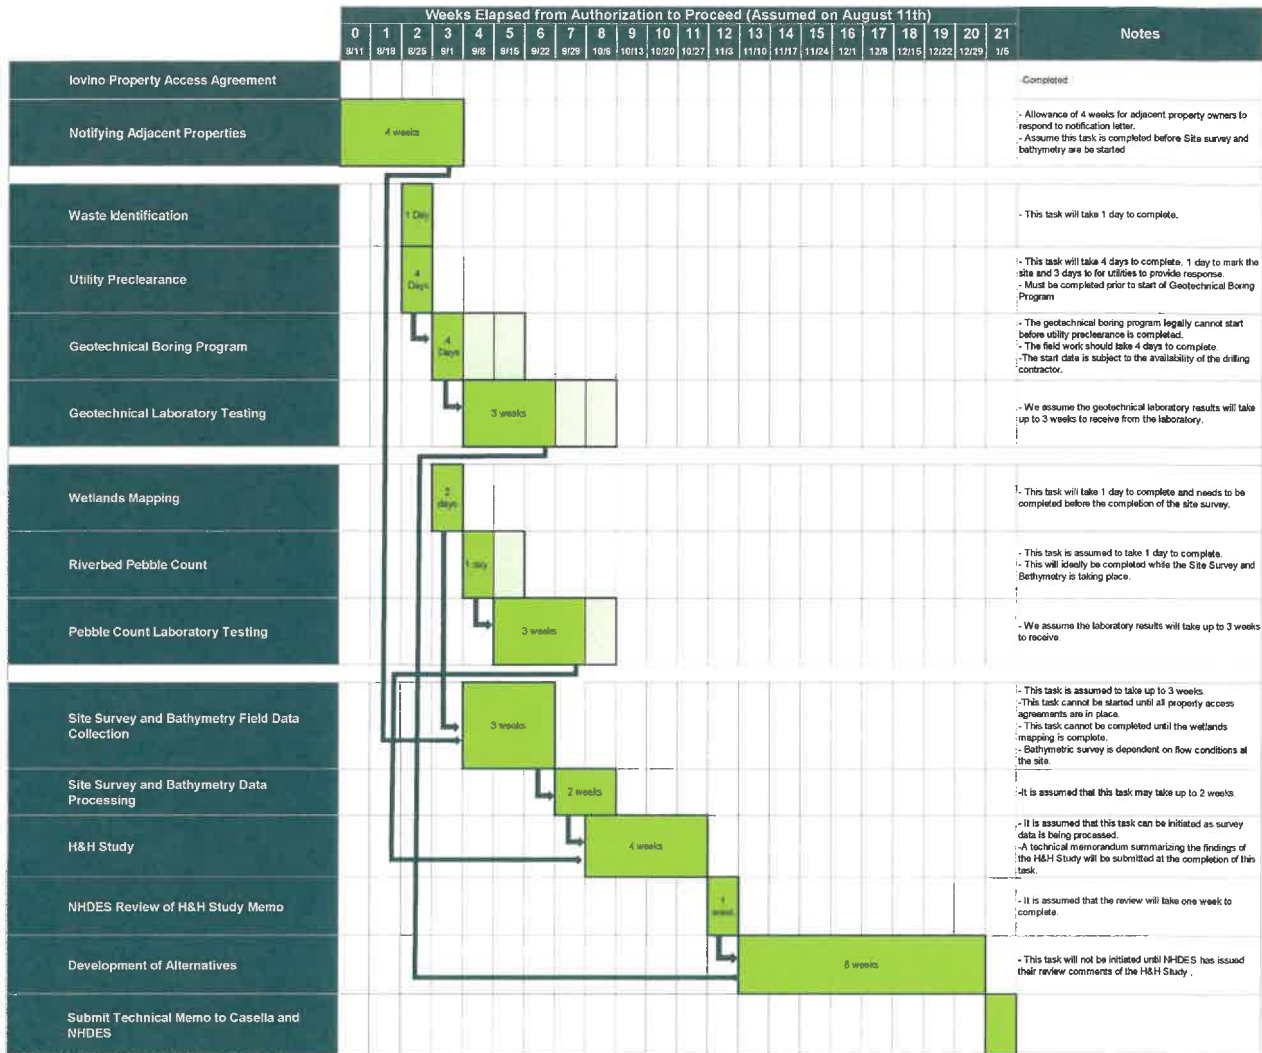 Weeks Elapsed from Authorization to Proceed (Assumed on August 11th)
Notes
0 1 2 3 4 5 6 7 8 9 10 11 12 13 14 15 16 17 18 19 20 21
8/11 8/18 8/25 9/1 9/8 9/15 9/22 9/29 10/6 10/13 10/20 10/27 11/3 11/10 11/17 11/24 12/1 12/8 12/15 12/22 12/29 1/5
Iovino Property Access Agreement
-Completed
Notifying Adjacent Properties
4 weeks
- Allowance of 4 weeks for adjacent property owners to
respond to notification letter.
- Assume this task is completed before Site survey and
bathymetry are be started
Waste Identification
1 Day
- This task will take 1 day to complete.
Utility Preclearance
4
Days
- This task will take 4 days to complete, 1 day to mark the
site and 3 days to for utilities to provide response.
- Must be completed prior to start of Geotechnical Boring
Program
Geotechnical Boring Program
4
Days
- The geotechnical boring program legally cannot start
before utility preclearance is completed.
- The field work should take 4 days to complete.
-The start date is subject to the availability of the drilling
contractor.
Geotechnical Laboratory Testing
3 weeks
- We assume the geotechnical laboratory results will take
up to 3 weeks to receive from the laboratory.
Wetlands Mapping
2
days
- This task will take 1 day to complete and needs to be
completed before the completion of the site survey.
Riverbed Pebble Count
1 day
- This task is assumed to take 1 day to complete.
- This will ideally be completed while the Site Survey and
Bathymetry is taking place.
Pebble Count Laboratory Testing
3 weeks
- We assume the laboratory results will take up to 3 weeks
to receive.
Site Survey and Bathymetry Field Data
Collection
3 weeks
- This task is assumed to take up to 3 weeks.
-This task cannot be started until all property access
agreements are in place.
- This task cannot be completed until the wetlands
mapping is complete.
- Bathymetric survey is dependent on flow conditions at
the site.
Site Survey and Bathymetry Data
Processing
2 weeks
-It is assumed that this task may take up to 2 weeks.
H&H Study
4 weeks
- It is assumed that this task can be initiated as survey
data is being processed.
-A technical memorandum summarizing the findings of
the H&H Study will be submitted at the completion of this
task.
NHDES Review of H&H Study Memo
1
week
- It is assumed that the review will take one week to
complete.
Development of Alternatives
8 weeks
- This task will not be initiated until NHDES has issued
their review comments of the H&H Study .
Submit Technical Memo to Casella and
NHDES